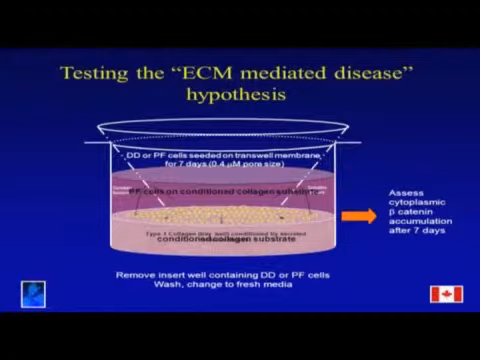 Testing the “ECM mediated disease”
hypothesis
DD or PF cells seeded on transwell membrane
for 7 days (0.4 µM pore size)
PF cells on conditioned collagen substrate
Type 1 Collagen conditioned by secreted
conditioned collagen substrate
Assess
cytoplasmic
β catenin
accumulation
after 7 days
Remove insert well containing DD or PF cells
Wash, change to fresh media